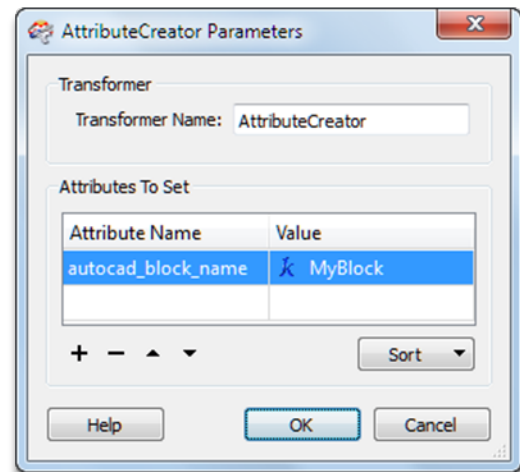 AttributeCreator Parameters
Transformer
Transformer Name: AttributeCreator
Attributes To Set
Attribute Name Value
autocad_block_name k MyBlock
Sort
Help OK Cancel